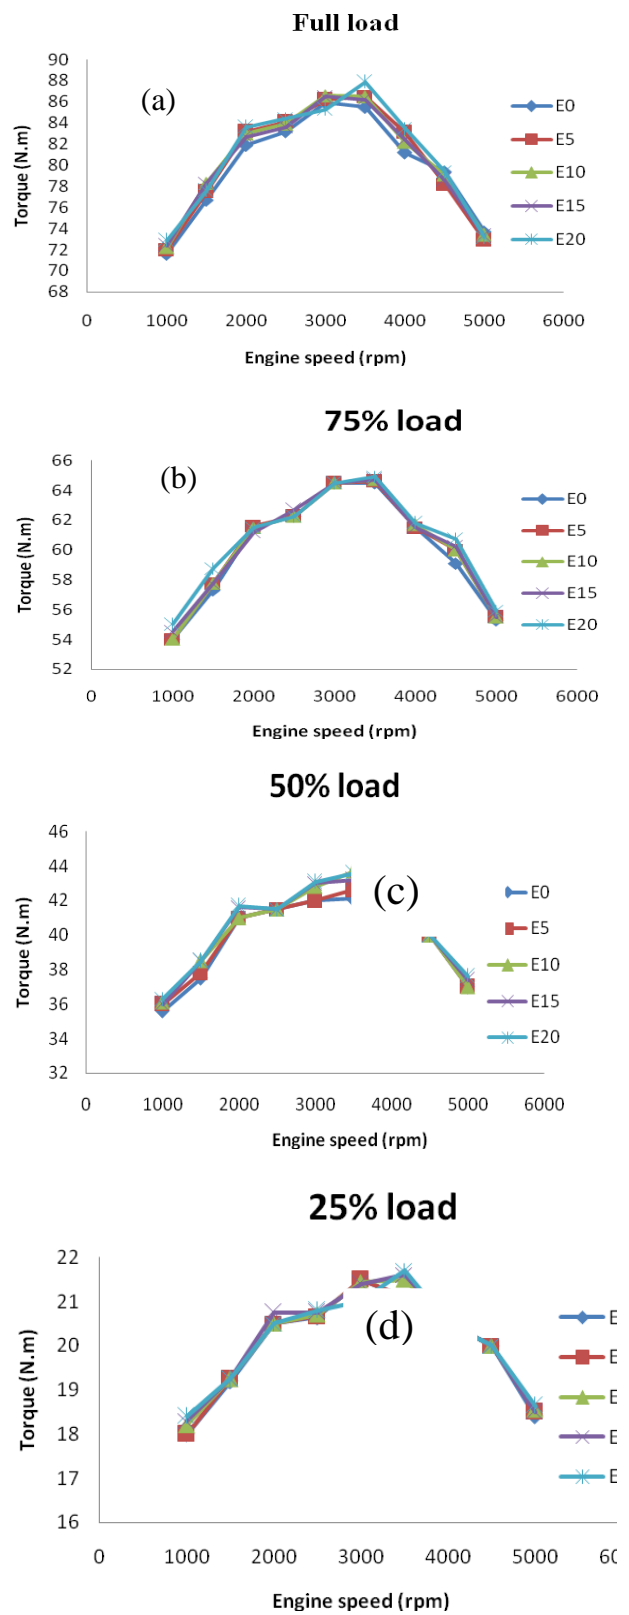 Full load
(a)
90
88
86
84
82
80
78
76
74
72
70
68
Torque (N.m)
0 1000 2000 3000 4000 5000 6000
Engine speed (rpm)
E0
E5
E10
E15
E20
75% load
(b)
66
64
62
60
58
56
54
52
Torque (N.m)
0 1000 2000 3000 4000 5000 6000
Engine speed (rpm)
E0
E5
E10
E15
E20
50% load
(c)
46
44
42
40
38
36
34
32
Torque (N.m)
0 1000 2000 3000 4000 5000 6000
Engine speed (rpm)
E0
E5
E10
E15
E20
25% load
(d)
22
21
20
19
18
17
16
Torque (N.m)
0 1000 2000 3000 4000 5000
Engine speed (rpm)